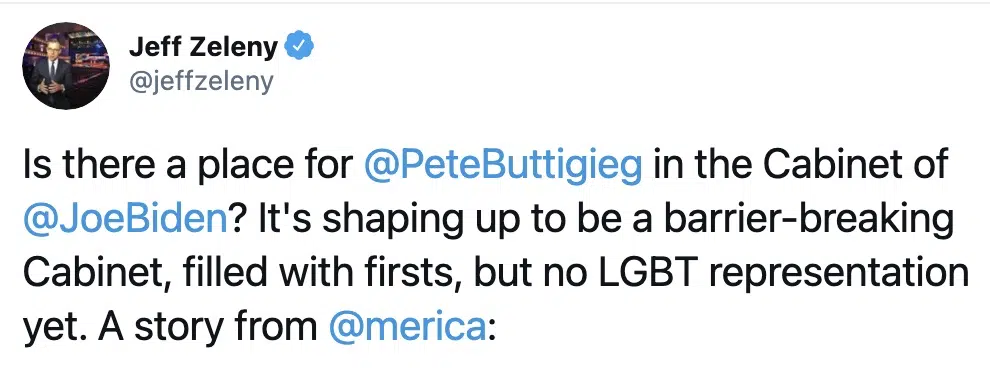 Jeff Zeleny
@jeffzeleny
Is there a place for @PeteButtigieg in the Cabinet of
@JoeBiden? It's shaping up to be a barrier-breaking
Cabinet, filled with firsts, but no LGBT representation
yet. A story from @merica: